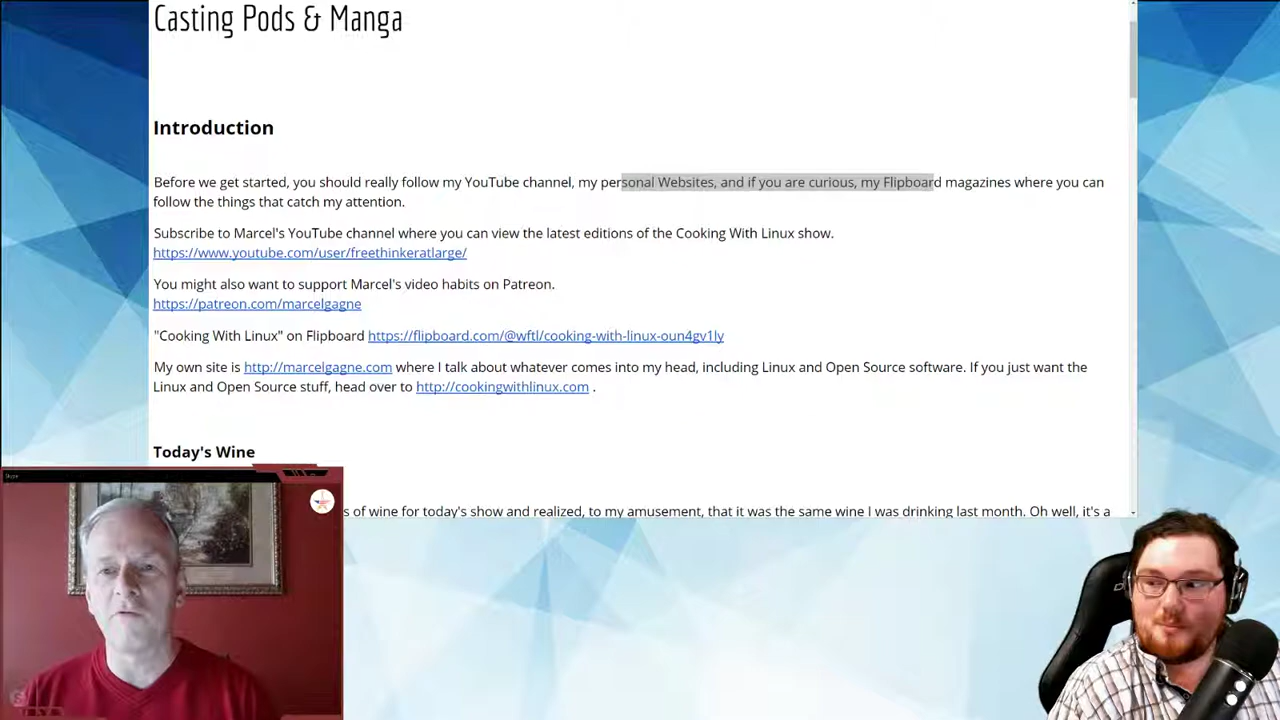 Casting Pods & Manga
Introduction
Before we get started, you should really follow my YouTube channel, my personal Websites, and if you are curious, my Flipboard magazines where you can
follow the things that catch my attention.
Subscribe to Marcel's YouTube channel where you can view the latest editions of the Cooking With Linux show.
https://www.youtube.com/user/freethinkeratlarge/
You might also want to support Marcel's video habits on Patreon.
https://patreon.com/marcelgagne
"Cooking With Linux" on Flipboard https://flipboard.com/@wftl/cooking-with-linux-oun4gv1ly
My own site is http://marcelgagne.com where I talk about whatever comes into my head, including Linux and Open Source software. If you just want the
Linux and Open Source stuff, head over to http://cookingwithlinux.com .
Today's Wine
s of wine for today's show and realized, to my amusement, that it was the same wine I was drinking last month. Oh well, it's a
Skype